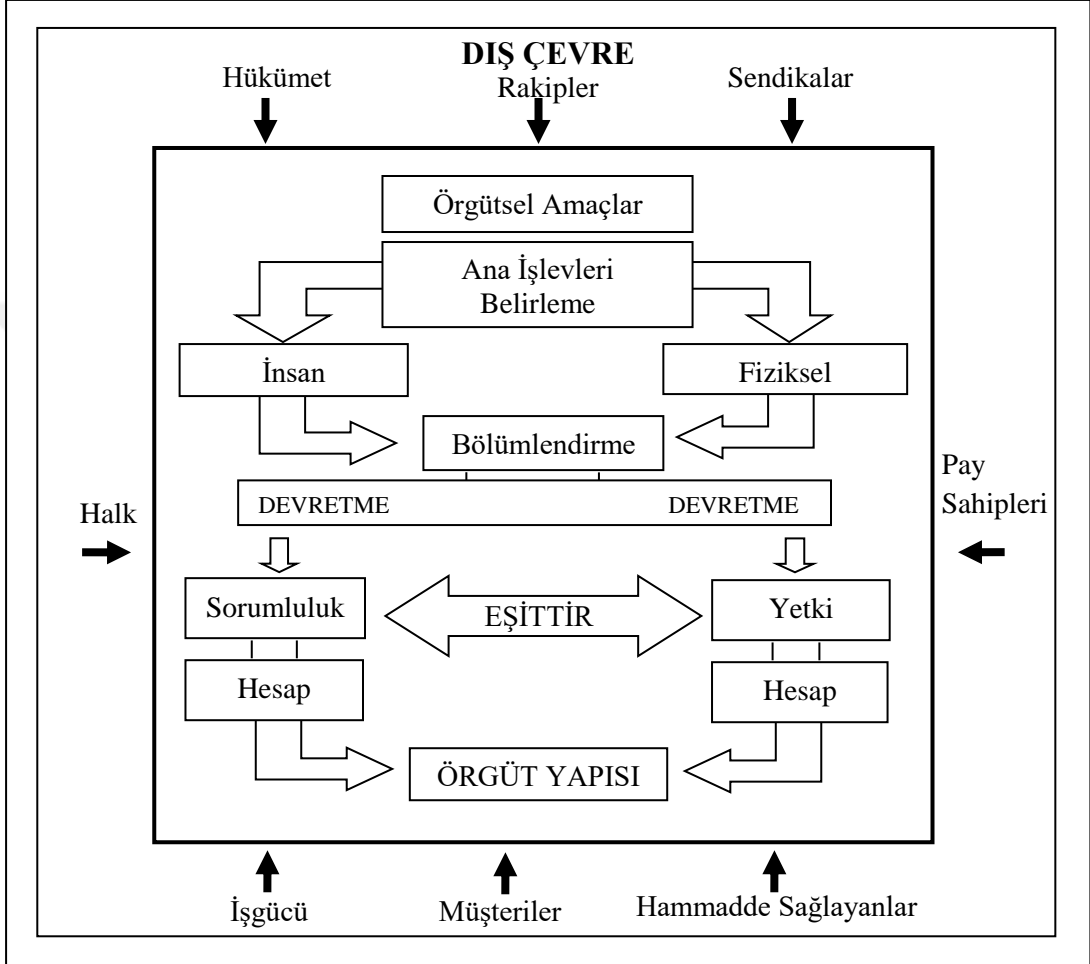 DIŞ ÇEVRE
Hükümet
Rakipler
Sendikalar
Örgütsel Amaçlar
Ana İşlevleri
Belirleme
İnsan
Fiziksel
Bölümlendirme
Halk
Pay
Sahipleri
DEVRETME
DEVRETME
Sorumluluk
EŞİTTİR
Yetki
Hesap
Hesap
ÖRGÜT YAPISI
İşgücü
Müşteriler
Hammadde Sağlayanlar